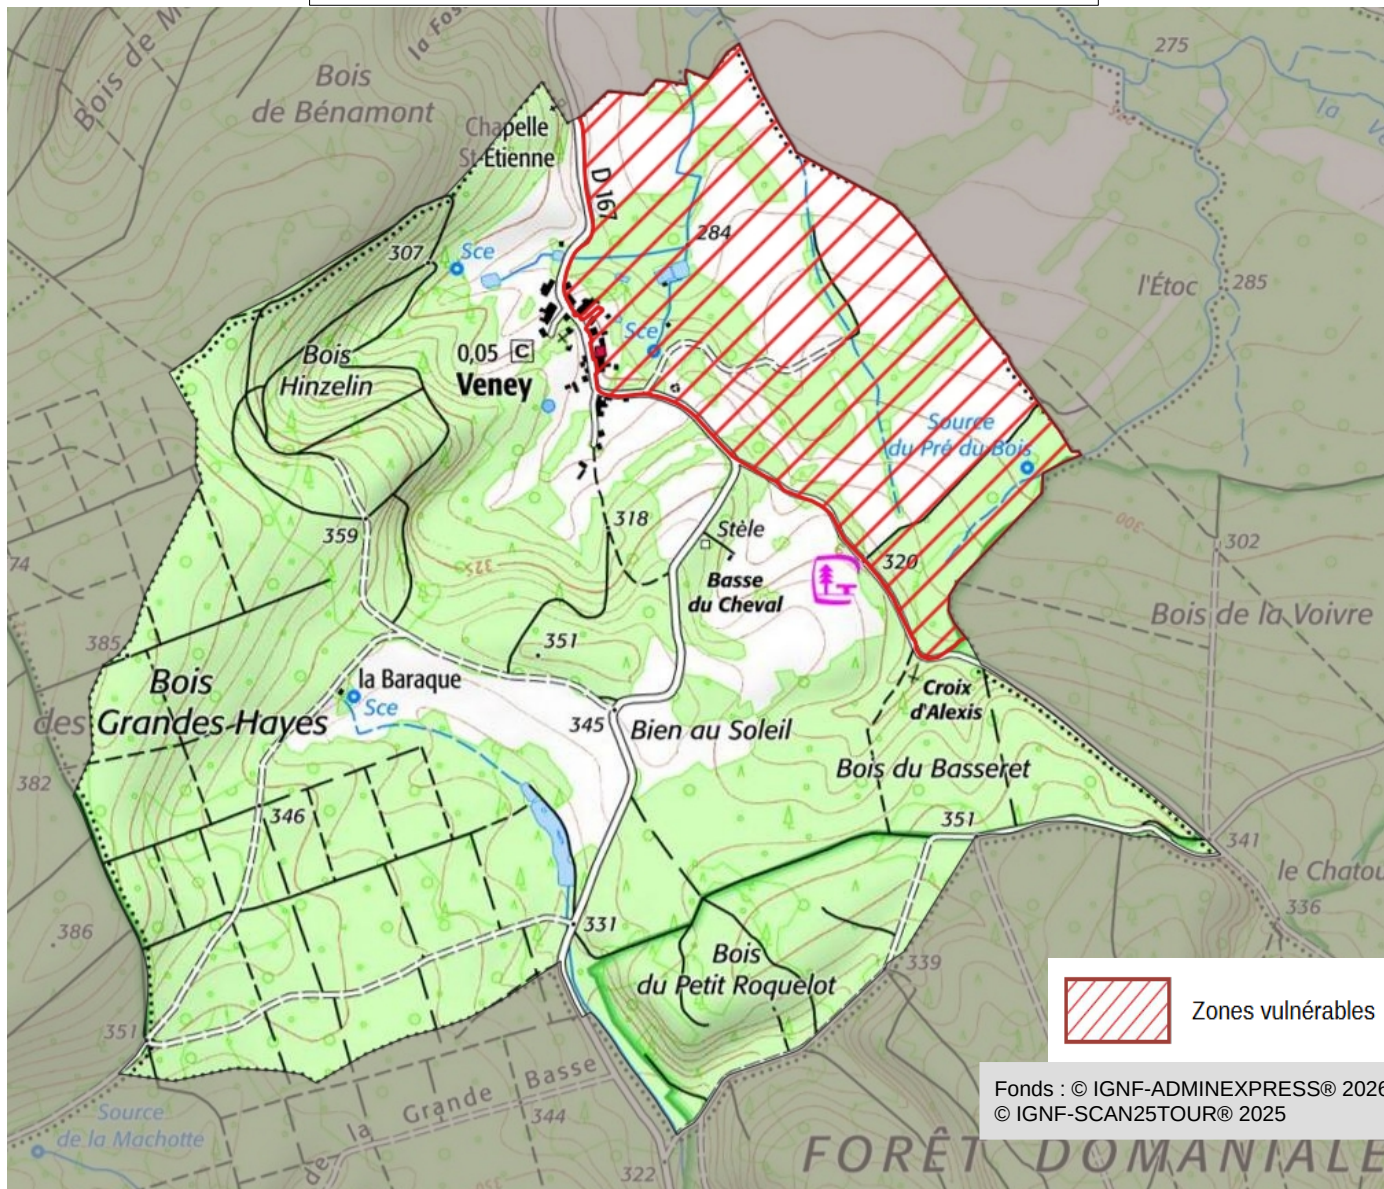 la Fos
275
Bois de M
Bois
de Bénamont
la
Chapelle
St-Étienne
D 167
284
307
Sce
l'Étoc
285
Sce
Bois
Hinzelin
0,05 C
Veney
Source
du Pré du Bois
318
Stèle
359
300
302
74
325
320
Basse
du Cheval
Bois de la Voivre
385
351
Bois
des Grandes Hayes
la Baraque
Sce
Croix
d'Alexis
345
Bien au Soleil
Bois du Basseret
382
346
351
341
le Chatou
336
386
331
Bois
du Petit Roquelot
339
Zones vulnérables
351
Fonds : © IGNF-ADMINEXPRESS® 2026
© IGNF-SCAN25TOUR® 2025
Source
de la Machotte
de la Grande Basse
344
322
350
FORÊT DOMANIALE